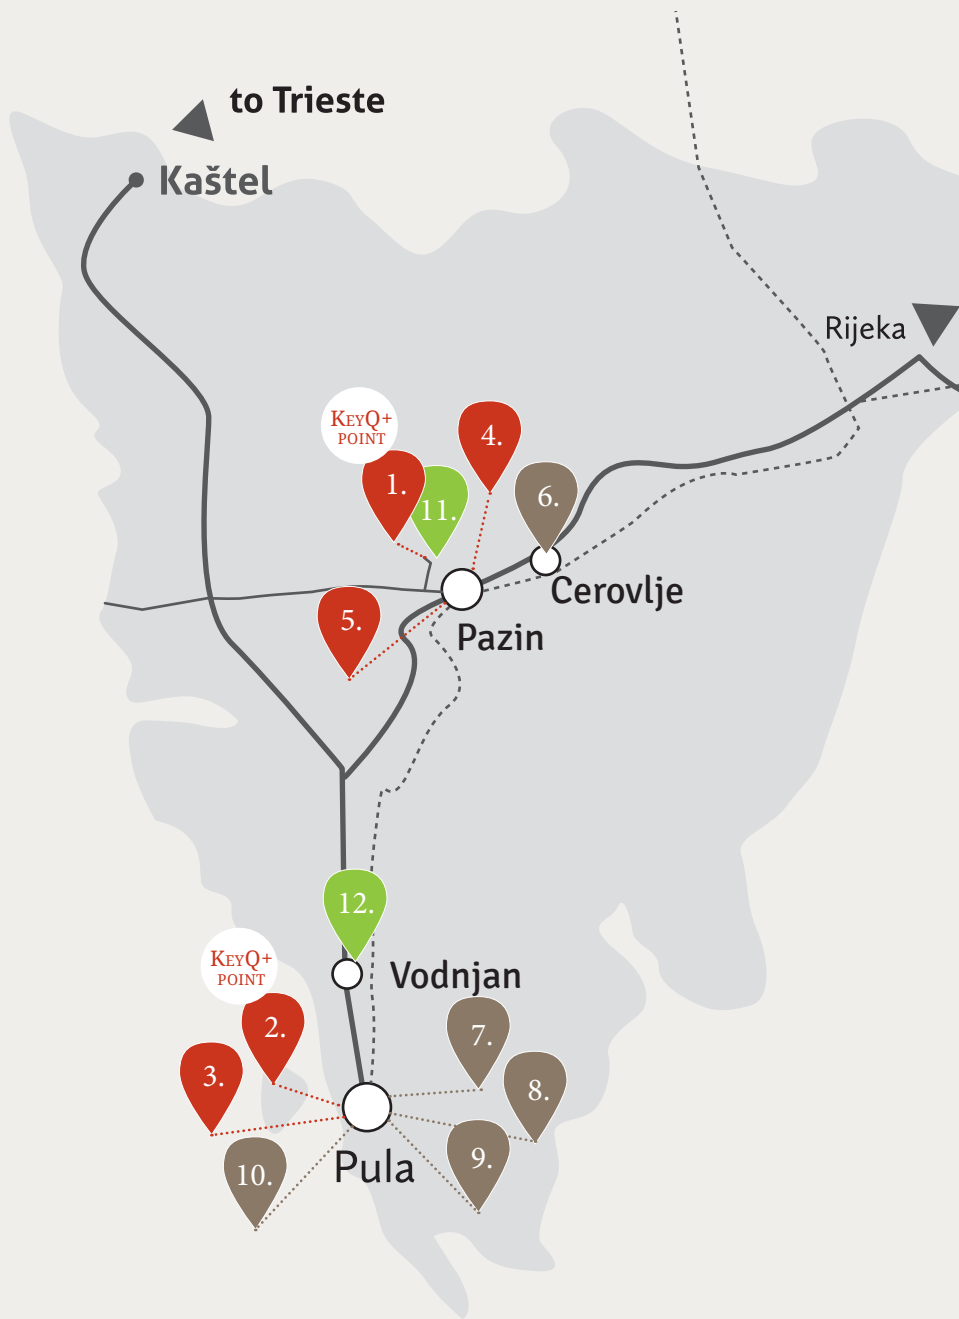 to Trieste
Kaštel
Rijeka
KEYQ+
POINT
4.
1.
11.
6.
Cerovlje
5.
Pazin
12.
KEYQ+
POINT
Vodnjan
2.
7.
3.
8.
Pula
9.
10.